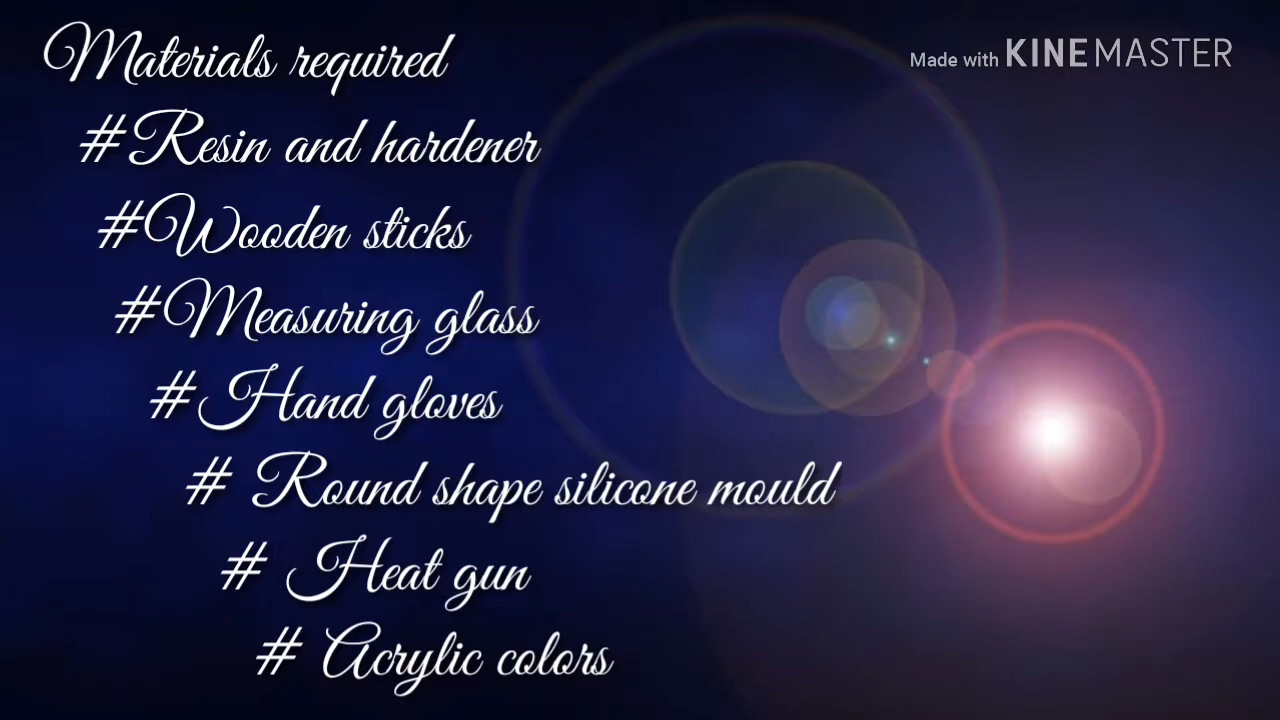 Materials required
Made with KINEMASTER
#Resin and hardener
#Wooden sticks
#Measuring glass
#Hand gloves
# Round shape silicone mould
# Heat gun
# Acrylic colors